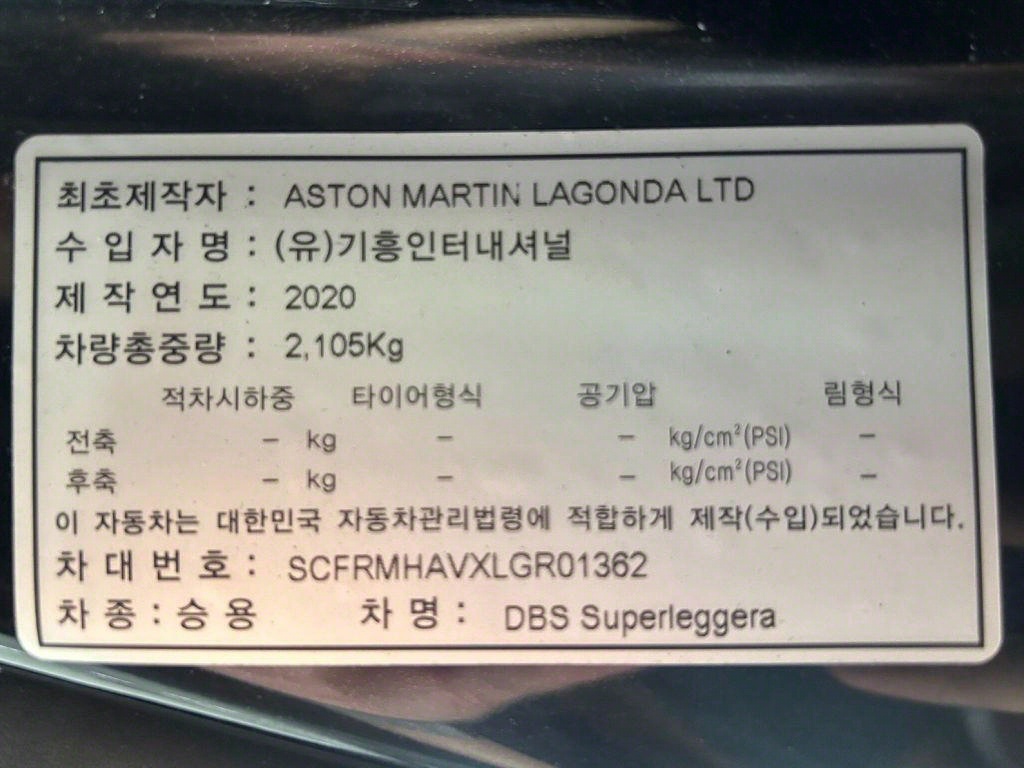 최초제작자 : ASTON MARTIN LAGONDA LTD
수 입 자 명 : (유)기흥인터내셔널
제 작 연 도 : 2020
차량총중량 : 2,105Kg
적차시하중 타이어형식 공기압 림형식
전축 – kg – – kg/cm²(PSI) –
후축 – kg – – kg/cm²(PSI) –
이 자동차는 대한민국 자동차관리법령에 적합하게 제작(수입)되었습니다.
차 대 번 호 : SCFRMHAVXLGR01362
차 종 : 승 용 차 명 : DBS Superleggera